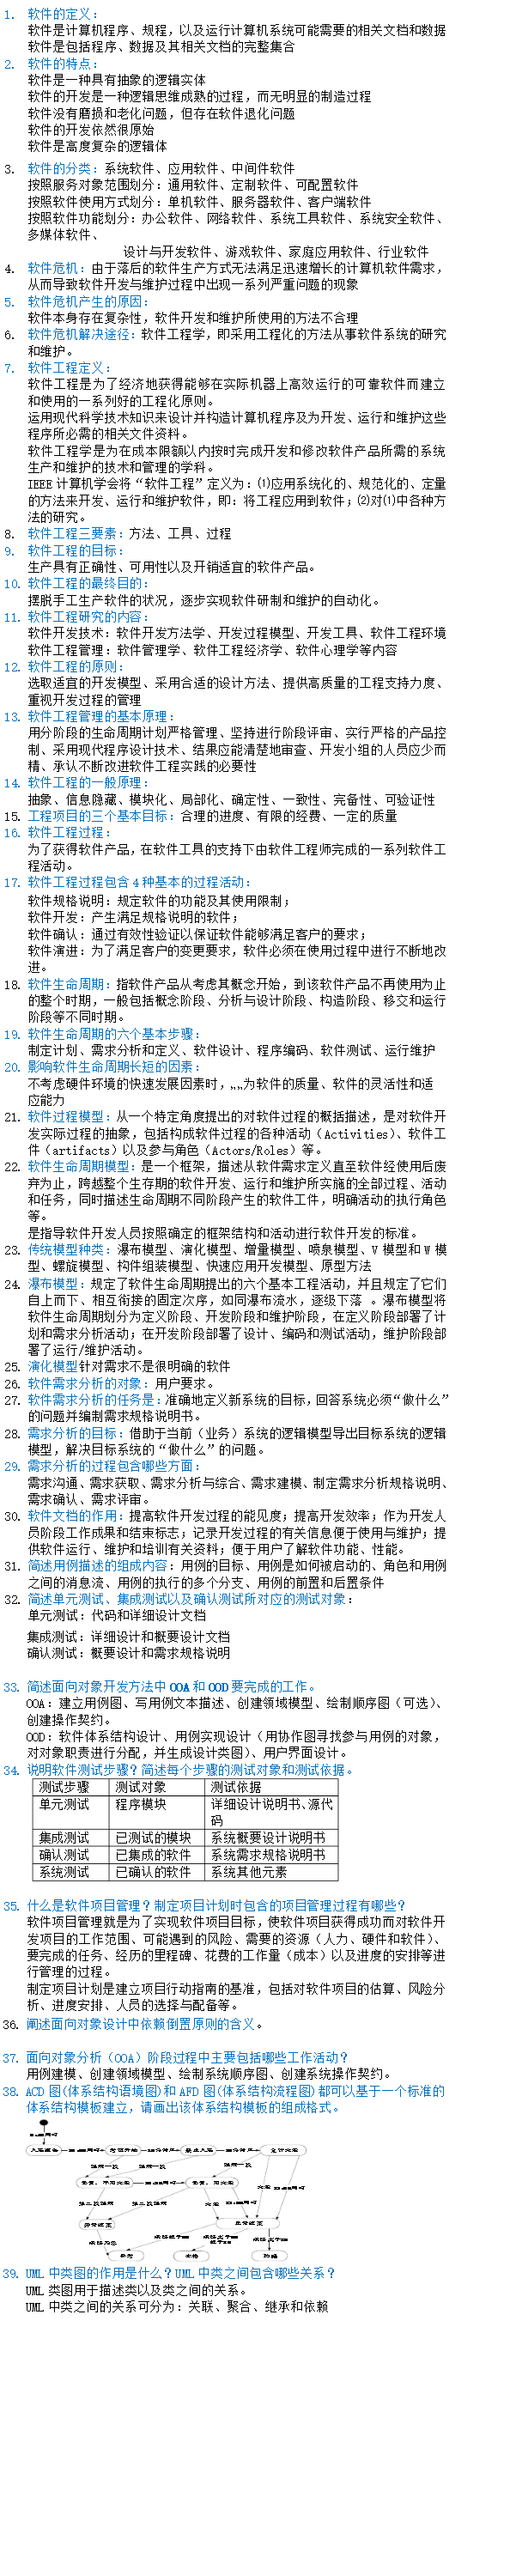 1. 软件的定义：
软件是计算机程序、规程，以及运行计算机系统可能需要的相关文档和数据
软件是包括程序、数据及其相关文档的完整集合
2. 软件的特点：
软件是一种具有抽象的逻辑实体
软件的开发是一种逻辑思维成熟的过程，而无明显的制造过程
软件没有磨损和老化问题，但存在软件退化问题
软件的开发依然很原始
软件是高度复杂的逻辑体
3. 软件的分类：系统软件、应用软件、中间件软件
按照服务对象范围划分：通用软件、定制软件、可配置软件
按照软件使用方式划分：单机软件、服务器软件、客户端软件
按照软件功能划分：办公软件、网络软件、系统工具软件、系统安全软件、
多媒体软件、
设计与开发软件、游戏软件、家庭应用软件、行业软件
4. 软件危机：由于落后的软件生产方式无法满足迅速增长的计算机软件需求，
从而导致软件开发与维护过程中出现一系列严重问题的现象
5. 软件危机产生的原因：
软件本身存在复杂性，软件开发和维护所使用的方法不合理
6. 软件危机解决途径：软件工程学，即采用工程化的方法从事软件系统的研究
和维护。
7. 软件工程定义：
软件工程是为了经济地获得能够在实际机器上高效运行的可靠软件而建立
和使用的一系列好的工程化原则。
运用现代科学技术知识来设计并构造计算机程序及为开发、运行和维护这些
程序所必需的相关文件资料。
软件工程学是为在成本限额以内按时完成开发和修改软件产品所需的系统
生产和维护的技术和管理的学科。
IEEE 计算机学会将“软件工程”定义为：⑴应用系统化的、规范化的、定量
的方法来开发、运行和维护软件，即：将工程应用到软件；⑵对⑴中各种方
法的研究。
8. 软件工程三要素：方法、工具、过程
9. 软件工程的目标：
生产具有正确性、可用性以及开销适宜的软件产品。
10. 软件工程的最终目的：
摆脱手工生产软件的状况，逐步实现软件研制和维护的自动化。
11. 软件工程研究的内容：
软件开发技术：软件开发方法学、开发过程模型、开发工具、软件工程环境
软件工程管理：软件管理学、软件工程经济学、软件心理学等内容
12. 软件工程的原则：
选取适宜的开发模型、采用合适的设计方法、提供高质量的工程支持力度、
重视开发过程的管理
13. 软件工程管理的基本原理：
用分阶段的生命周期计划严格管理、坚持进行阶段评审、实行严格的产品控
制、采用现代程序设计技术、结果应能清楚地审查、开发小组的人员应少而
精、承认不断改进软件工程实践的必要性
14. 软件工程的一般原理：
抽象、信息隐藏、模块化、局部化、确定性、一致性、完备性、可验证性
15. 工程项目的三个基本目标：合理的进度、有限的经费、一定的质量
16. 软件工程过程：
为了获得软件产品，在软件工具的支持下由软件工程师完成的一系列软件工
程活动。
17. 软件工程过程包含 4 种基本的过程活动：
软件规格说明：规定软件的功能及其使用限制；
软件开发：产生满足规格说明的软件；
软件确认：通过有效性验证以保证软件能够满足客户的要求；
软件演进：为了满足客户的变更要求，软件必须在使用过程中进行不断地改
进。
18. 软件生命周期：指软件产品从考虑其概念开始，到该软件产品不再使用为止
的整个时期，一般包括概念阶段、分析与设计阶段、构造阶段、移交和运行
阶段等不同时期。
19. 软件生命周期的六个基本步骤：
制定计划、需求分析和定义、软件设计、程序编码、软件测试、运行维护
20. 影响软件生命周期长短的因素：
不考虑硬件环境的快速发展因素时，……为软件的质量、软件的灵活性和适
应能力
21. 软件过程模型：从一个特定角度提出的对软件过程的概括描述，是对软件开
发实际过程的抽象，包括构成软件过程的各种活动（Activities）、软件工
件（artifacts）以及参与角色（Actors/Roles）等。
22. 软件生命周期模型：是一个框架，描述从软件需求定义直至软件经使用后废
弃为止，跨越整个生存期的软件开发、运行和维护所实施的全部过程、活动
和任务，同时描述生命周期不同阶段产生的软件工件，明确活动的执行角色
等。
是指导软件开发人员按照确定的框架结构和活动进行软件开发的标准。
23. 传统模型种类：瀑布模型、演化模型、增量模型、喷泉模型、V 模型和 W 模
型、螺旋模型、构件组装模型、快速应用开发模型、原型方法
24. 瀑布模型：规定了软件生命周期提出的六个基本工程活动，并且规定了它们
自上而下、相互衔接的固定次序，如同瀑布流水，逐级下落 。瀑布模型将
软件生命周期划分为定义阶段、开发阶段和维护阶段，在定义阶段部署了计
划和需求分析活动；在开发阶段部署了设计、编码和测试活动，维护阶段部
署了运行/维护活动。
25. 演化模型针对需求不是很明确的软件
26. 软件需求分析的对象：用户要求。
27. 软件需求分析的任务是：准确地定义新系统的目标，回答系统必须“做什么”
的问题并编制需求规格说明书。
28. 需求分析的目标：借助于当前（业务）系统的逻辑模型导出目标系统的逻辑
模型，解决目标系统的“做什么”的问题。
29. 需求分析的过程包含哪些方面：
需求沟通、需求获取、需求分析与综合、需求建模、制定需求分析规格说明、
需求确认、需求评审。
30. 软件文档的作用：提高软件开发过程的能见度；提高开发效率；作为开发人
员阶段工作成果和结束标志；记录开发过程的有关信息便于使用与维护；提
供软件运行、维护和培训有关资料；便于用户了解软件功能、性能。
31. 简述用例描述的组成内容：用例的目标、用例是如何被启动的、角色和用例
之间的消息流、用例的执行的多个分支、用例的前置和后置条件
32. 简述单元测试、集成测试以及确认测试所对应的测试对象：
单元测试：代码和详细设计文档
集成测试：详细设计和概要设计文档
确认测试：概要设计和需求规格说明
33. 简述面向对象开发方法中 OOA 和 OOD 要完成的工作。
OOA：建立用例图、写用例文本描述、创建领域模型、绘制顺序图（可选）、
创建操作契约。
OOD：软件体系结构设计、用例实现设计（用协作图寻找参与用例的对象，
对对象职责进行分配，并生成设计类图）、用户界面设计。
34. 说明软件测试步骤？简述每个步骤的测试对象和测试依据。
测试步骤 测试对象 测试依据
单元测试 程序模块 详细设计说明书、源代
码
集成测试 已测试的模块 系统概要设计说明书
确认测试 已集成的软件 系统需求规格说明书
系统测试 已确认的软件 系统其他元素
35. 什么是软件项目管理？制定项目计划时包含的项目管理过程有哪些？
软件项目管理就是为了实现软件项目目标，使软件项目获得成功而对软件开
发项目的工作范围、可能遇到的风险、需要的资源（人力、硬件和软件）、
要完成的任务、经历的里程碑、花费的工作量（成本）以及进度的安排等进
行管理的过程。
制定项目计划是建立项目行动指南的基准，包括对软件项目的估算、风险分
析、进度安排、人员的选择与配备等。
36. 阐述面向对象设计中依赖倒置原则的含义。
37. 面向对象分析（OOA）阶段过程中主要包括哪些工作活动？
用例建模、创建领域模型、绘制系统顺序图、创建系统操作契约。
38. ACD 图(体系结构语境图)和 AFD 图(体系结构流程图)都可以基于一个标准的
体系结构模板建立，请画出该体系结构模板的组成格式。
39. UML 中类图的作用是什么？UML 中类之间包含哪些关系？
UML 类图用于描述类以及类之间的关系。
UML 中类之间的关系可分为：关联、聚合、继承和依赖